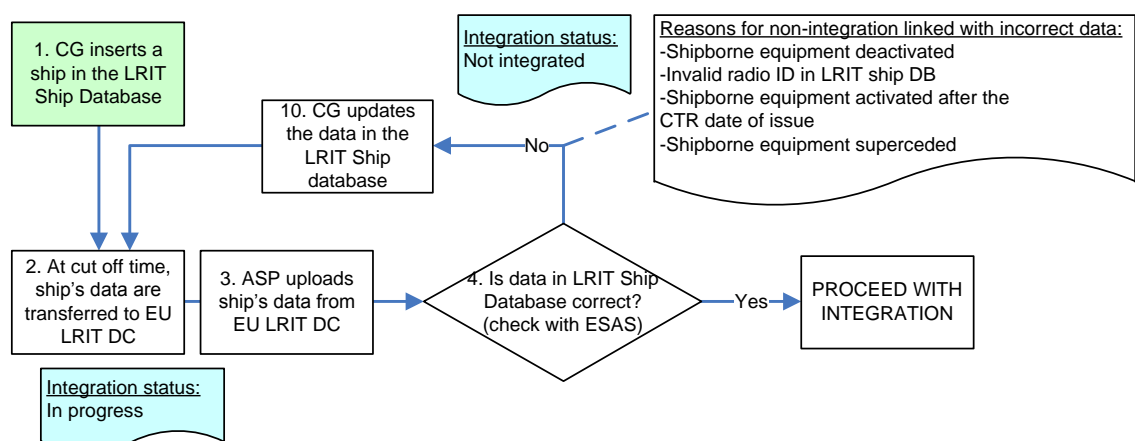 1. CG inserts a
ship in the LRIT
Ship Database
Integration status:
Not integrated
Reasons for non-integration linked with incorrect data:
-Shipborne equipment deactivated
-Invalid radio ID in LRIT ship DB
-Shipborne equipment activated after the
CTR date of issue
-Shipborne equipment superceded
10. CG updates
the data in the
LRIT Ship
database
No
2. At cut off time,
ship's data are
transferred to EU
LRIT DC
3. ASP uploads
ship's data from
EU LRIT DC
4. Is data in LRIT Ship
Database correct?
(check with ESAS)
Yes
PROCEED WITH
INTEGRATION
Integration status:
In progress